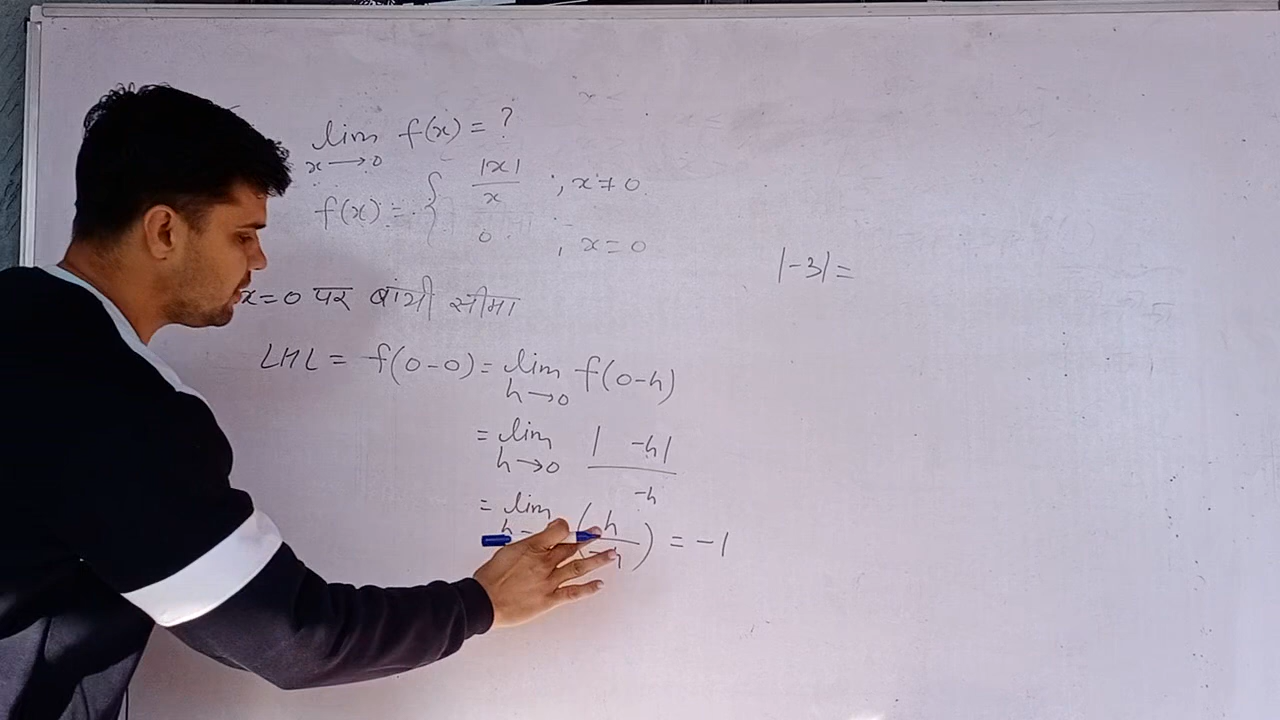 lim f(x) = ?
x→0
f(x) = { |x|/x ; x ≠ 0
0 ; x = 0
x=0 पर बांयी सीमा
LHL = f(0-0) = lim f(0-h)
h→0
= lim |-h|/-h
h→0
= lim (h/-h) = -1
|-3| =